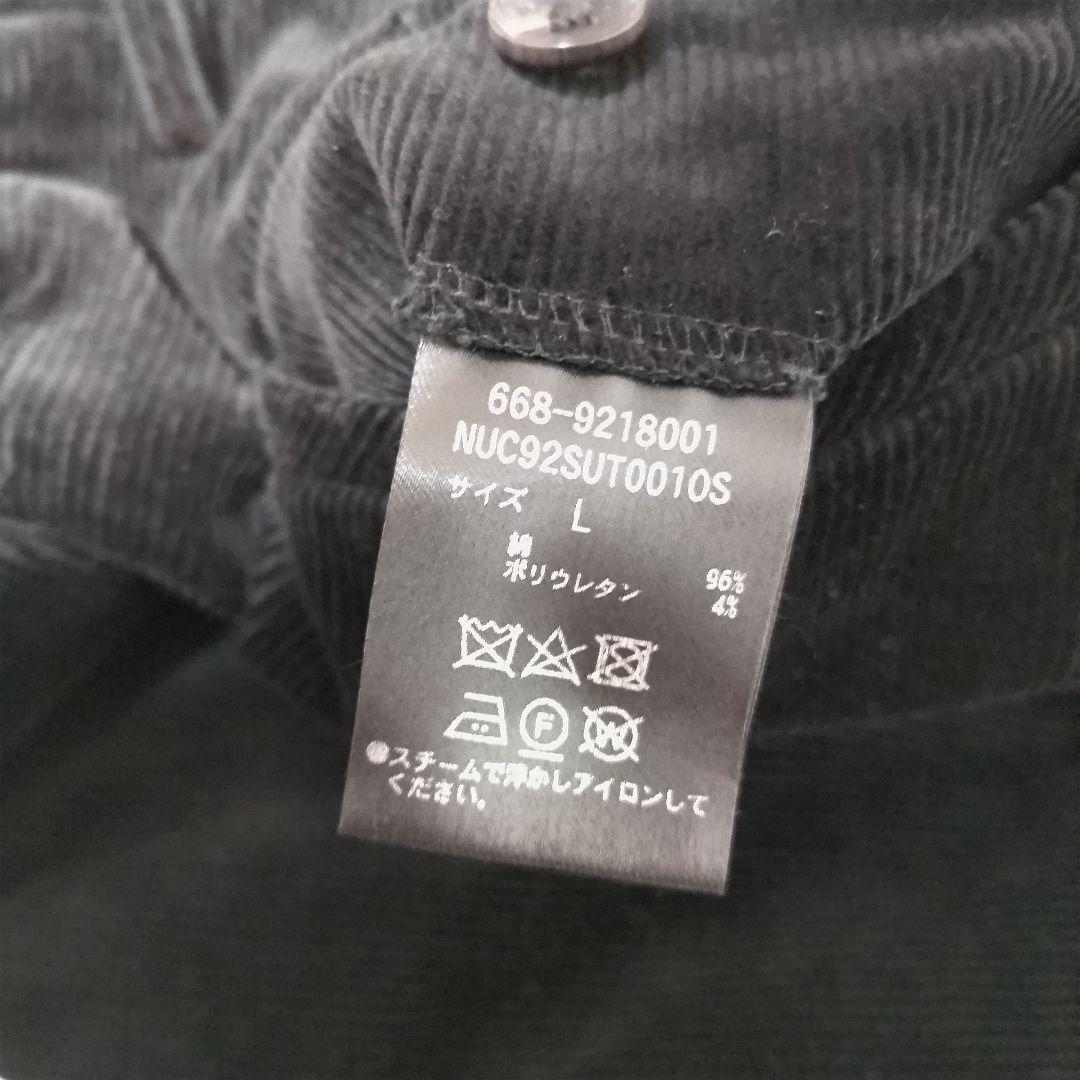 668-9218001
NUC92SUT0010S
サイズ L
綿 96%
ポリウレタン 4%
F W
●スチームで浮かしアイロンして
ください。